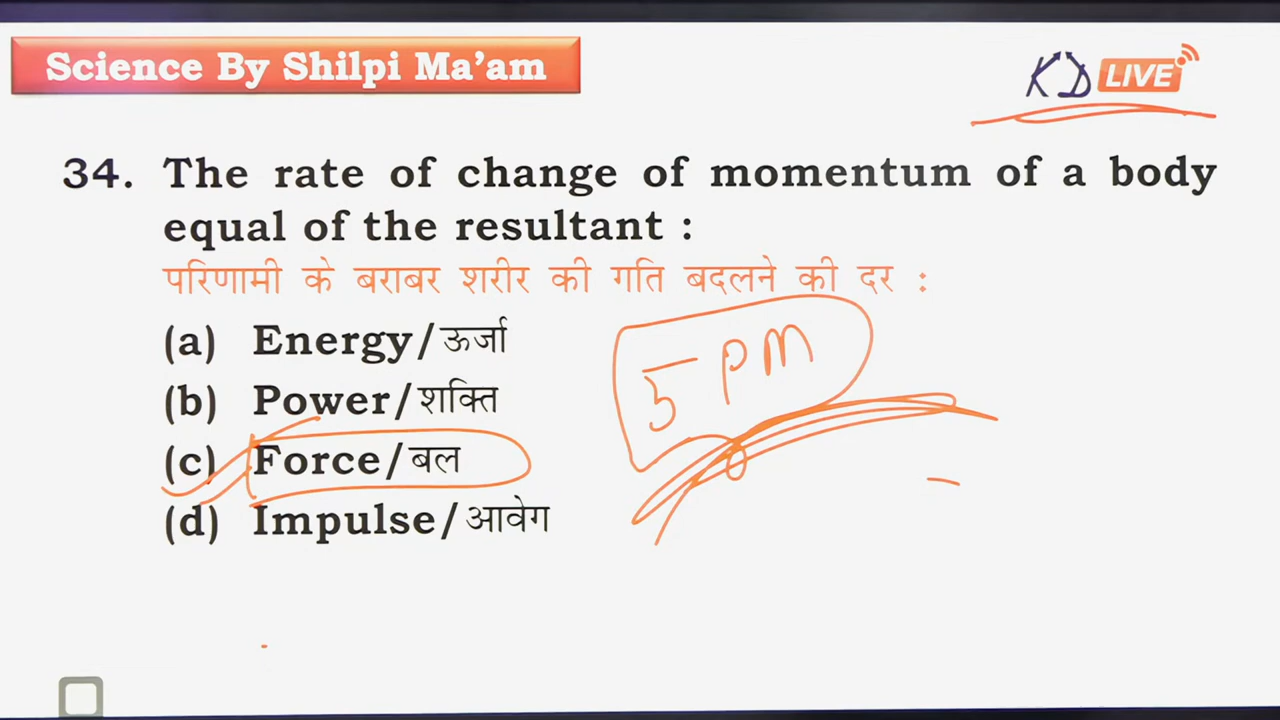 Science By Shilpi Ma'am
KD LIVE
34. The rate of change of momentum of a body
equal of the resultant :
परिणामी के बराबर शरीर की गति बदलने की दर :
(a) Energy/ऊर्जा
5 pm
(b) Power/शक्ति
(c) Force/बल
(d) Impulse/आवेग